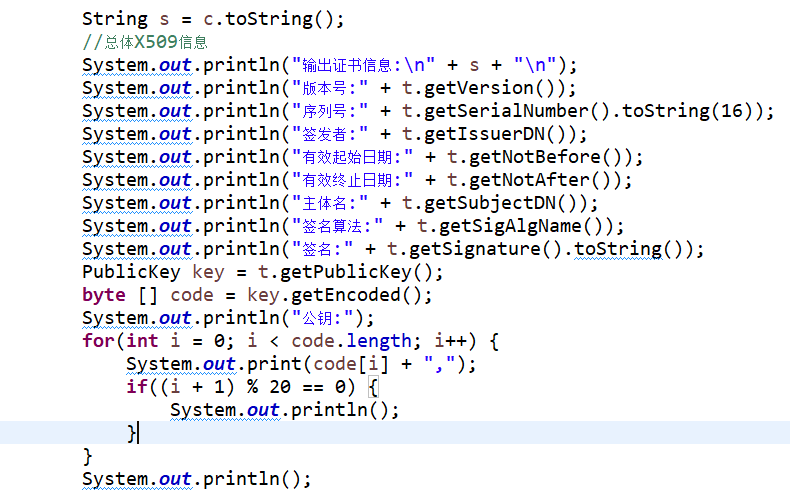 String s = c.toString();
//总体X509信息
System.out.println("输出证书信息:\n" + s + "\n");
System.out.println("版本号:" + t.getVersion());
System.out.println("序列号:" + t.getSerialNumber().toString(16));
System.out.println("签发者:" + t.getIssuerDN());
System.out.println("有效起始日期:" + t.getNotBefore());
System.out.println("有效终止日期:" + t.getNotAfter());
System.out.println("主体名:" + t.getSubjectDN());
System.out.println("签名算法:" + t.getSigAlgName());
System.out.println("签名:" + t.getSignature().toString());
PublicKey key = t.getPublicKey();
byte [] code = key.getEncoded();
System.out.println("公钥:");
for(int i = 0; i < code.length; i++) {
    System.out.print(code[i] + ",");
    if((i + 1) % 20 == 0) {
        System.out.println();
    }
}
System.out.println();